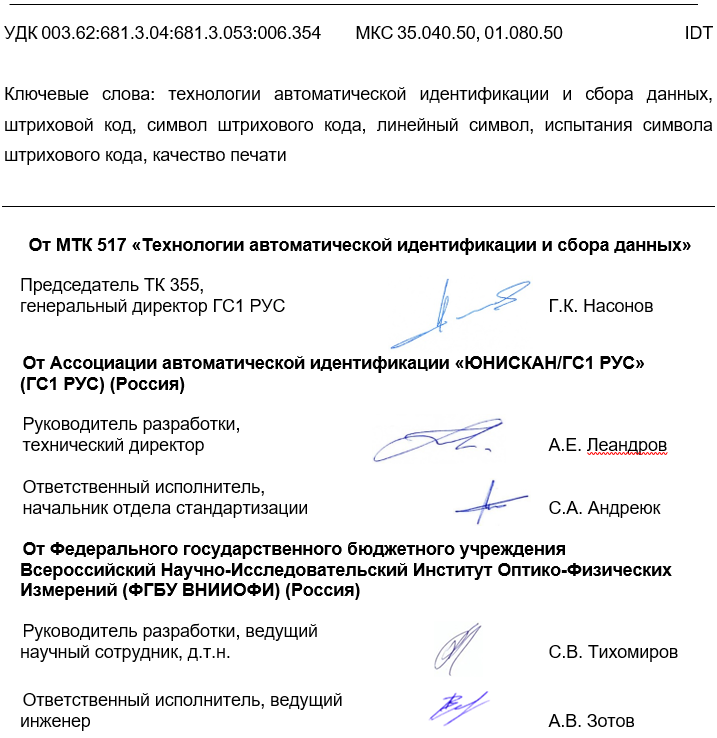 УДК 003.62:681.3.04:681.3.053:006.354 МКС 35.040.50, 01.080.50 IDT
Ключевые слова: технологии автоматической идентификации и сбора данных,
штриховой код, символ штрихового кода, линейный символ, испытания символа
штрихового кода, качество печати
От МТК 517 «Технологии автоматической идентификации и сбора данных»
Председатель ТК 355,
генеральный директор ГС1 РУС Г.К. Насонов
От Ассоциации автоматической идентификации «ЮНИСКАН/ГС1 РУС»
(ГС1 РУС) (Россия)
Руководитель разработки,
технический директор А.Е. Леандров
Ответственный исполнитель,
начальник отдела стандартизации С.А. Андреюк
От Федерального государственного бюджетного учреждения
Всероссийский Научно-Исследовательский Институт Оптико-Физических
Измерений (ФГБУ ВНИИОФИ) (Россия)
Руководитель разработки, ведущий
научный сотрудник, д.т.н. С.В. Тихомиров
Ответственный исполнитель, ведущий
инженер А.В. Зотов